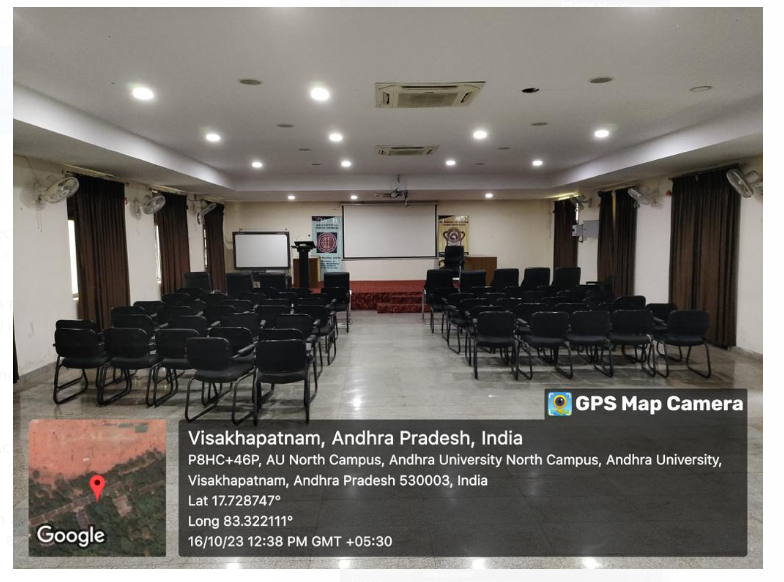 GPS Map Camera
Visakhapatnam, Andhra Pradesh, India
P8HC+46P, AU North Campus, Andhra University North Campus, Andhra University,
Visakhapatnam, Andhra Pradesh 530003, India
Lat 17.728747°
Long 83.322111°
16/10/23 12:38 PM GMT +05:30
Google